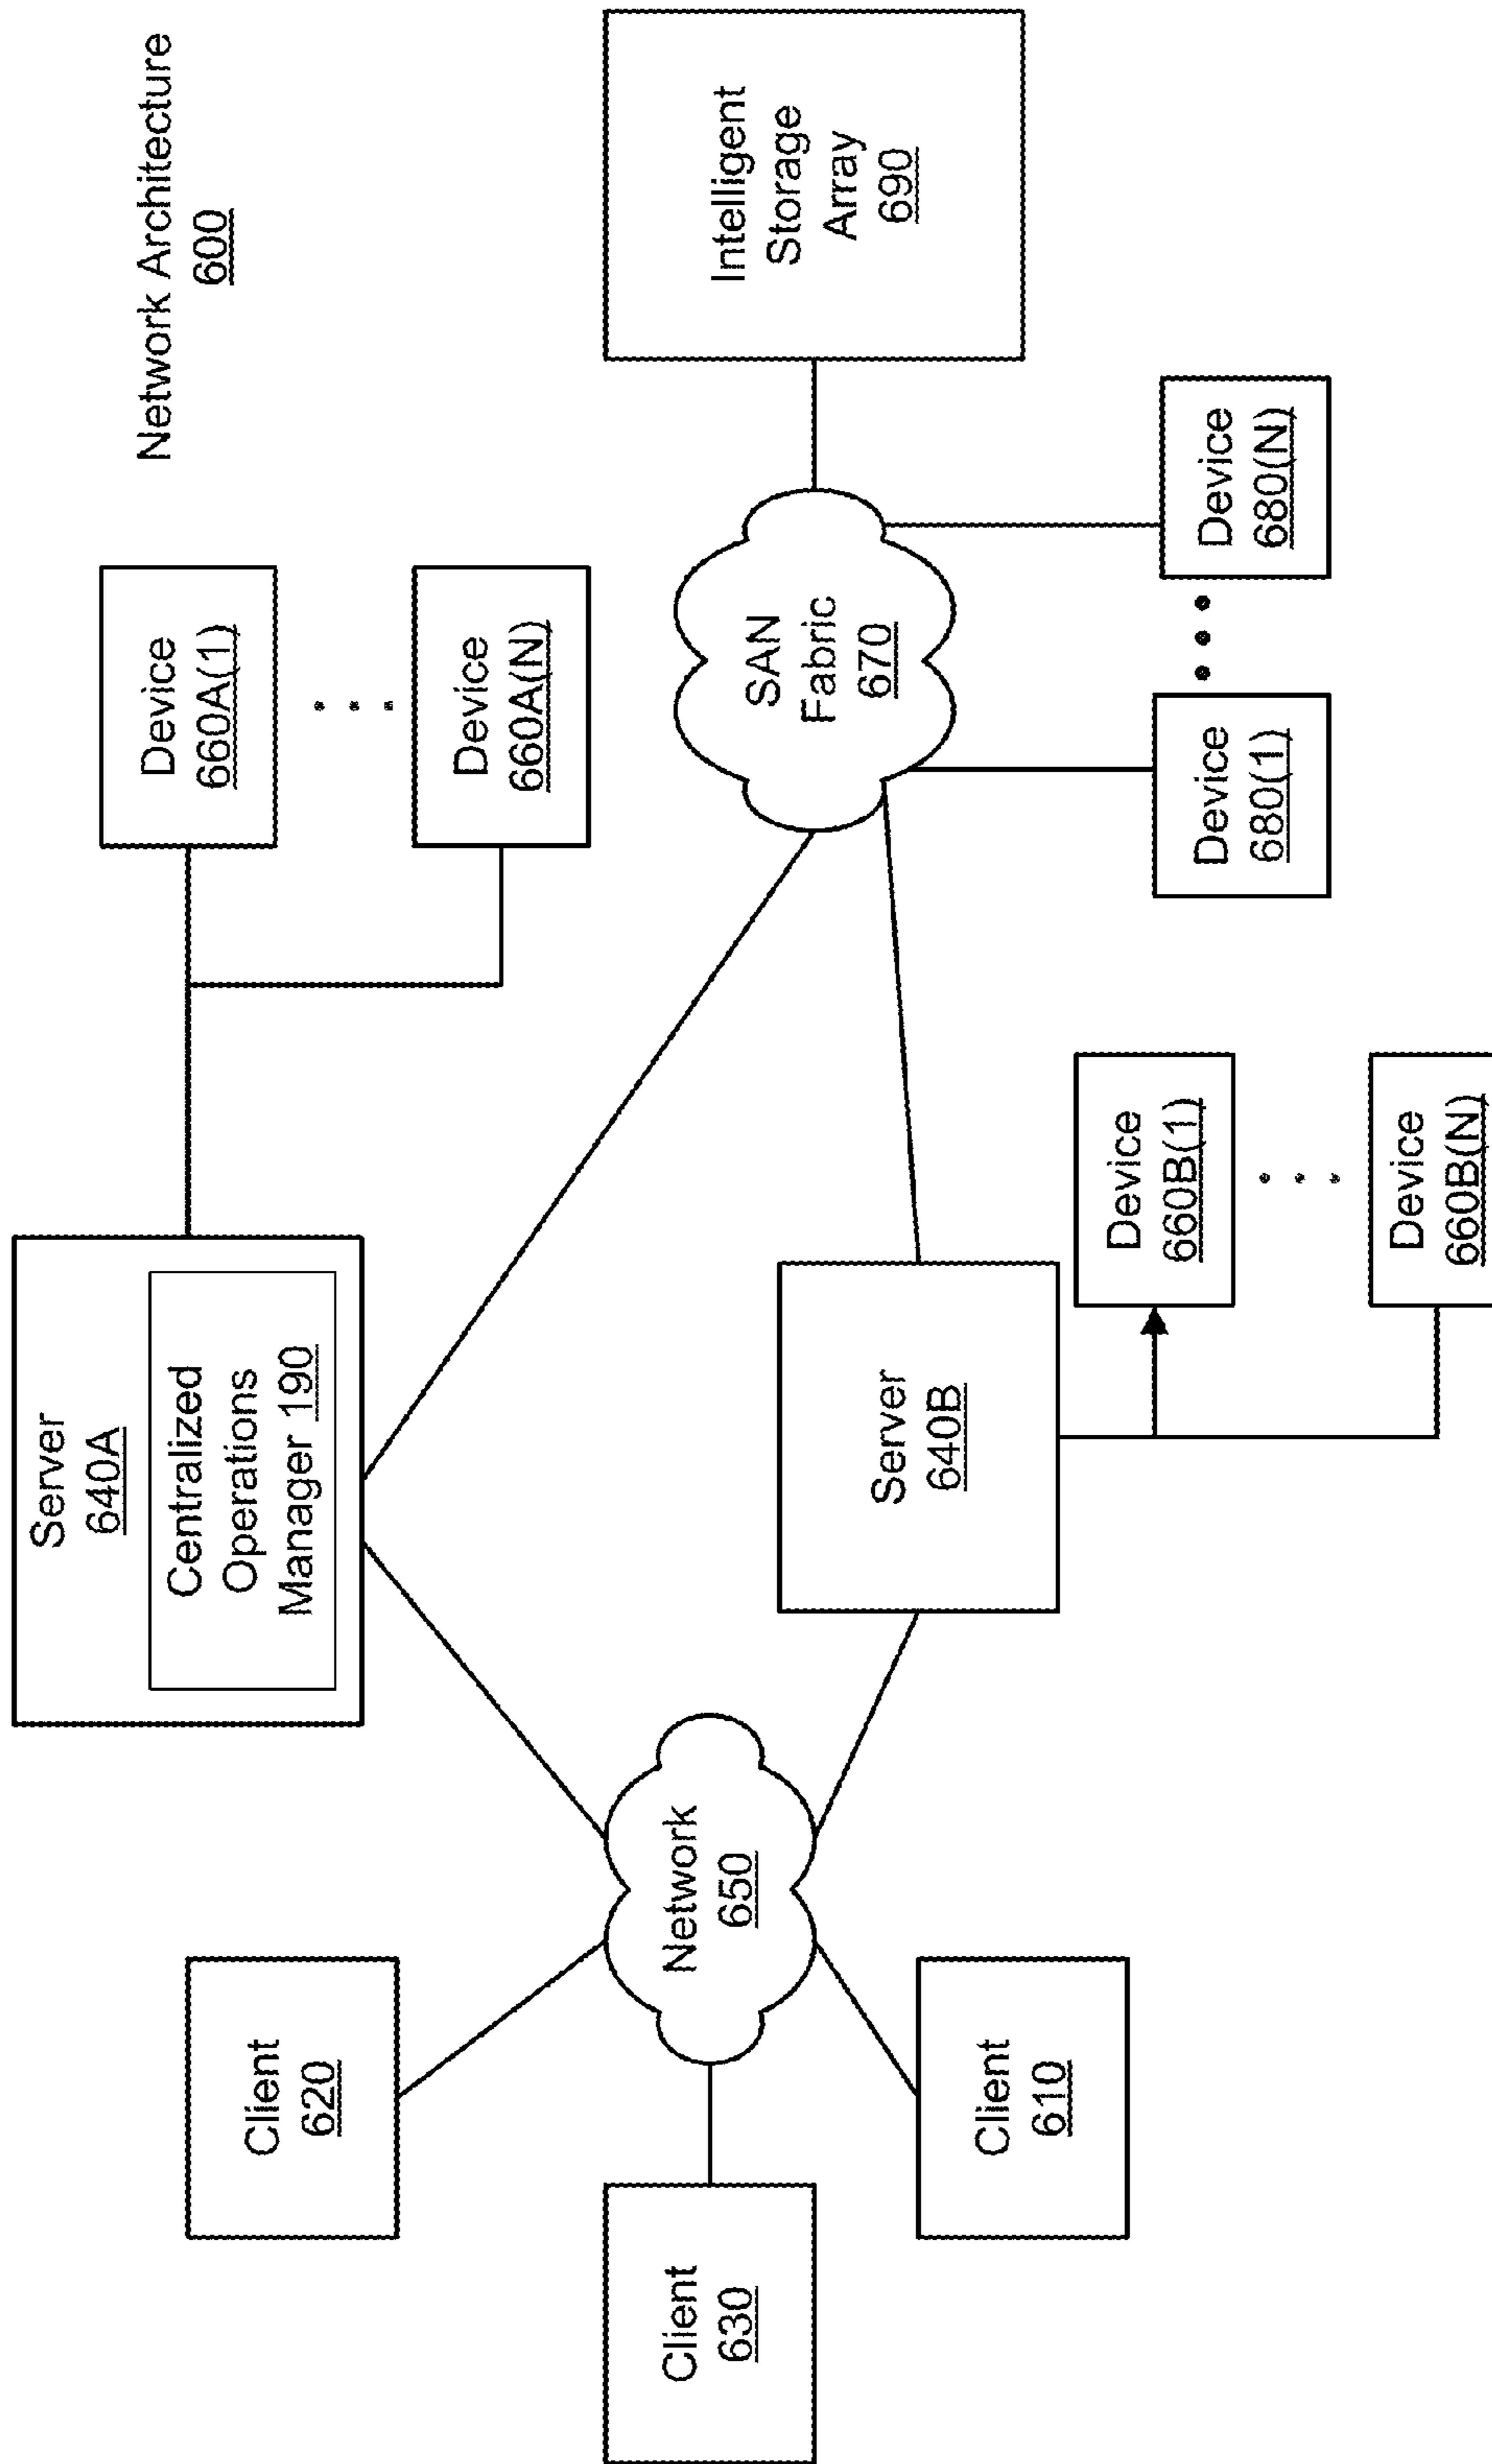 Network Architecture
600
Server
640A
Centralized
Operations
Manager 190
Device
660A(1)
Device
660A(N)
Client
620
Client
630
Client
610
Network
650
SAN
Fabric
670
Intelligent
Storage
Array
690
Server
640B
Device
660B(1)
Device
660B(N)
Device
680(1)
Device
680(N)